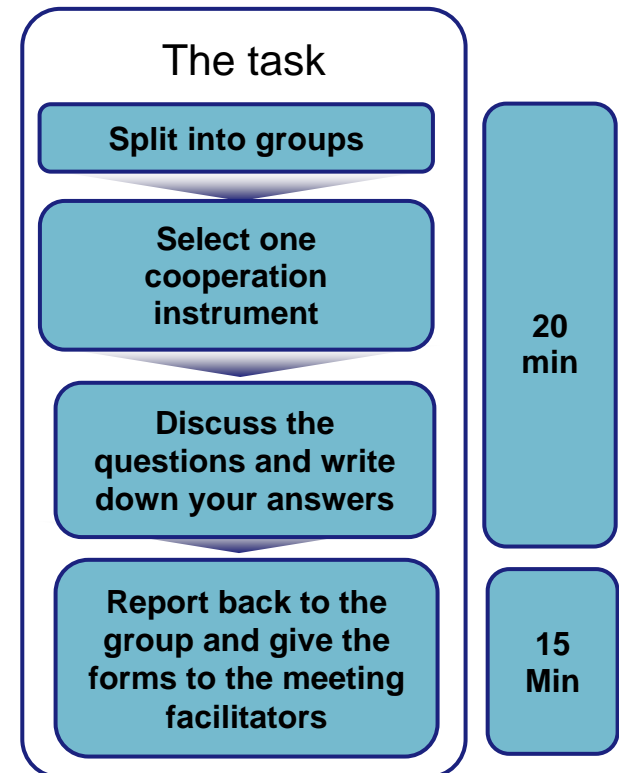 The task
Split into groups
Select one
cooperation
instrument
Discuss the
questions and write
down your answers
20
min
Report back to the
group and give the
forms to the meeting
facilitators
15
Min